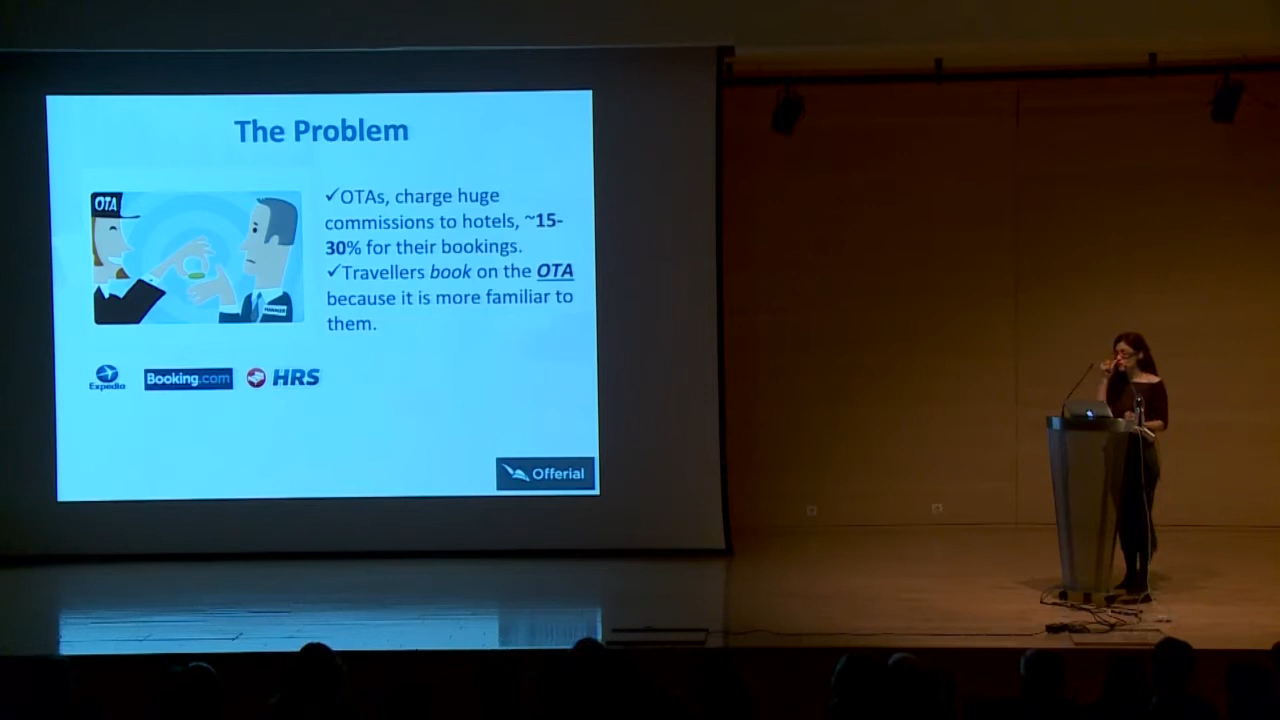 The Problem
OTA
✓OTAs, charge huge
commissions to hotels, ~15-
30% for their bookings.
✓Travellers book on the OTA
because it is more familiar to
them.
MANAGER
Expedia
Booking.com
HRS
Offerial